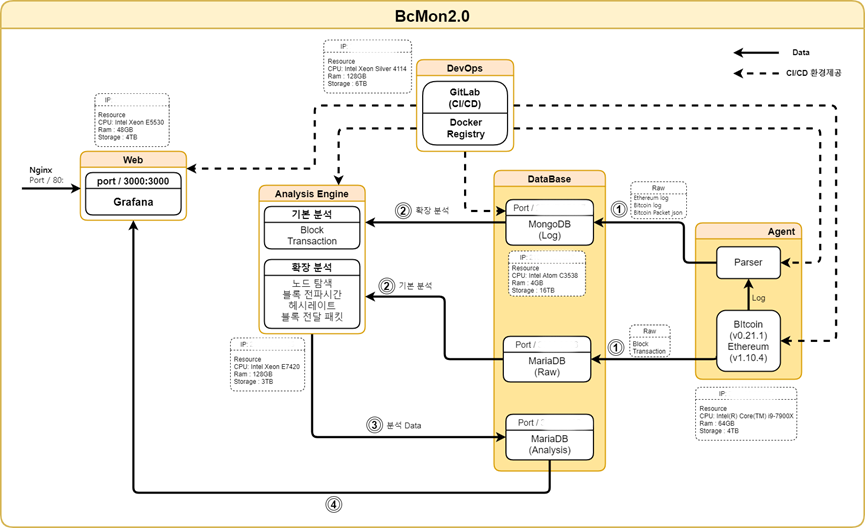 BcMon2.0
Data
CI/CD 환경제공
IP:
Resource
CPU: Intel Xeon Silver 4114
Ram : 128GB
Storage : 6TB
DevOps
GitLab
(CI/CD)
Docker
Registry
IP:
Resource
CPU: Intel Xeon E5530
Ram : 48GB
Storage : 4TB
Nginx
Port / 80:
Web
port / 3000:3000
Grafana
Analysis Engine
기본 분석
Block
Transaction
확장 분석
노드 탐색
블록 전파시간
헤시레이트
블록 전달 패킷
IP:
Resource
CPU: Intel Xeon E7420
Ram : 128GB
Storage : 3TB
② 확장 분석
② 기본 분석
③ 분석 Data
④
DataBase
Port /
MongoDB
(Log)
IP:
Resource
CPU: Intel Atom C3538
Ram : 4GB
Storage : 16TB
Port /
MariaDB
(Raw)
Port /
MariaDB
(Analysis)
①
Raw
Ethereum log
Bitcoin log
Bitcoin Packet json
①
Raw
Block
Transaction
Agent
Parser
Log
BItcoin
(v0.21.1)
Ethereum
(v1.10.4)
IP:
Resource
CPU: Intel(R) Core(TM) i9-7900X
Ram : 64GB
Storage : 4TB